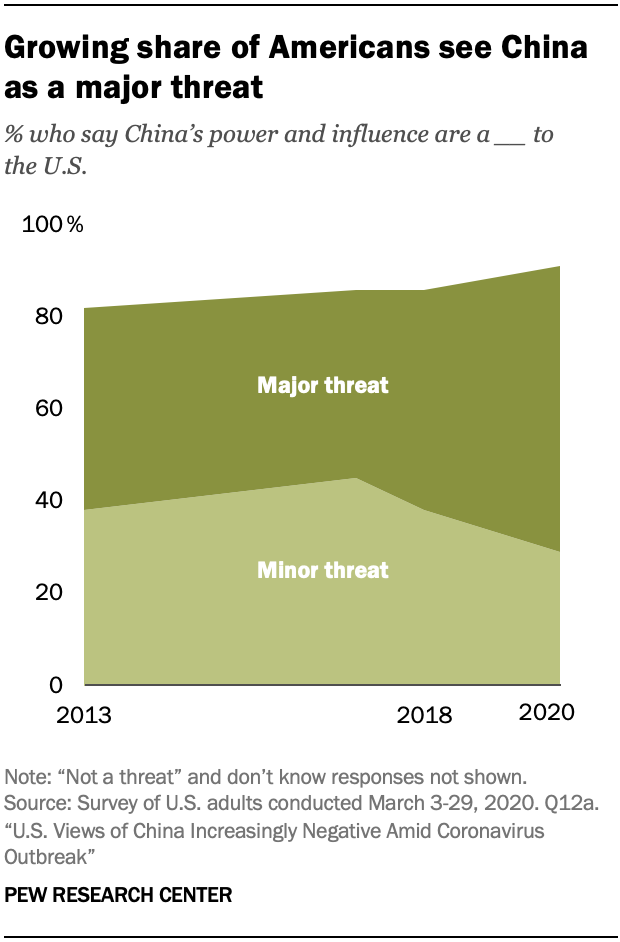 Growing share of Americans see China
as a major threat
% who say China’s power and influence are a __ to
the U.S.
100%
80
Major threat
60
40
Minor threat
20
0
2013 2018 2020
Note: “Not a threat” and don’t know responses not shown.
Source: Survey of U.S. adults conducted March 3-29, 2020. Q12a.
“U.S. Views of China Increasingly Negative Amid Coronavirus
Outbreak”
PEW RESEARCH CENTER